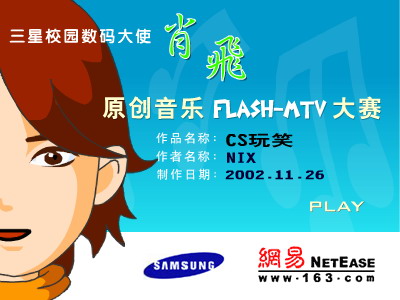 三星校园数码大使
肖飛
原创音乐 FLASH-MTV 大赛
作品名称: CS玩笑
作者名称: NIX
制作日期: 2002.11.26
PLAY
SAMSUNG
網易 NETEASE
www.163.com